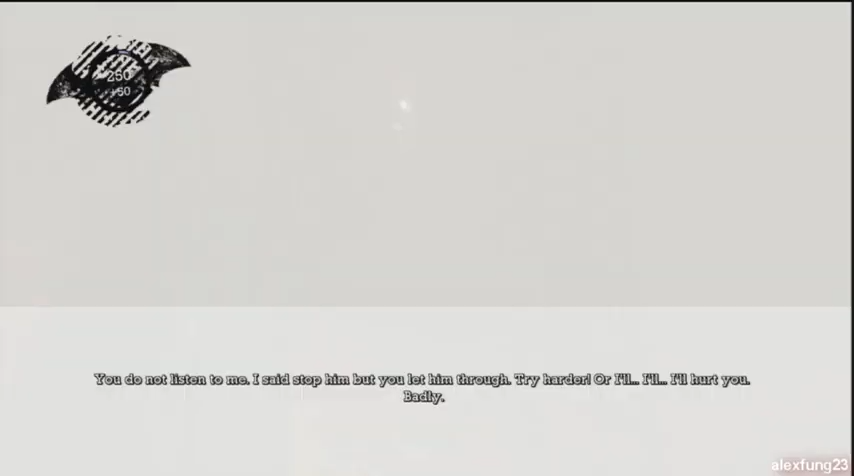 250
+50
You do not listen to me. I said stop him but you let him through. Try harder! Or I'll... I'll... I'll hurt you.
Badly.
alexfung23